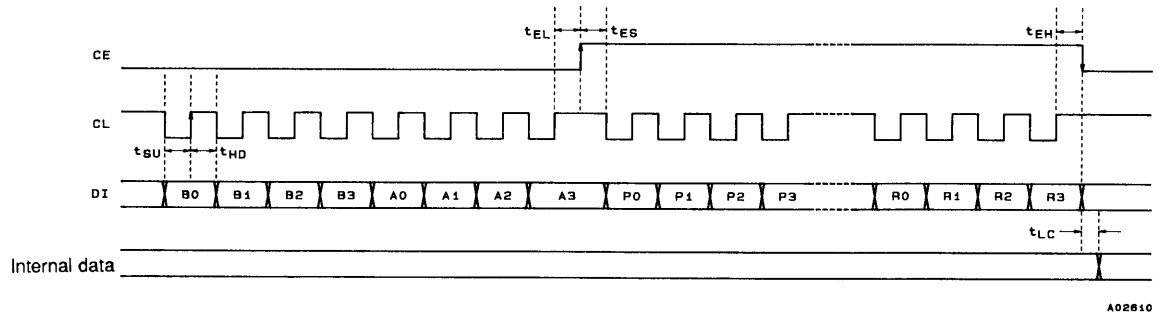 tEL tES tEH
CE
CL
tSU tHD
DI B0 B1 B2 B3 A0 A1 A2 A3 P0 P1 P2 P3 R0 R1 R2 R3
tLC
Internal data
A02610